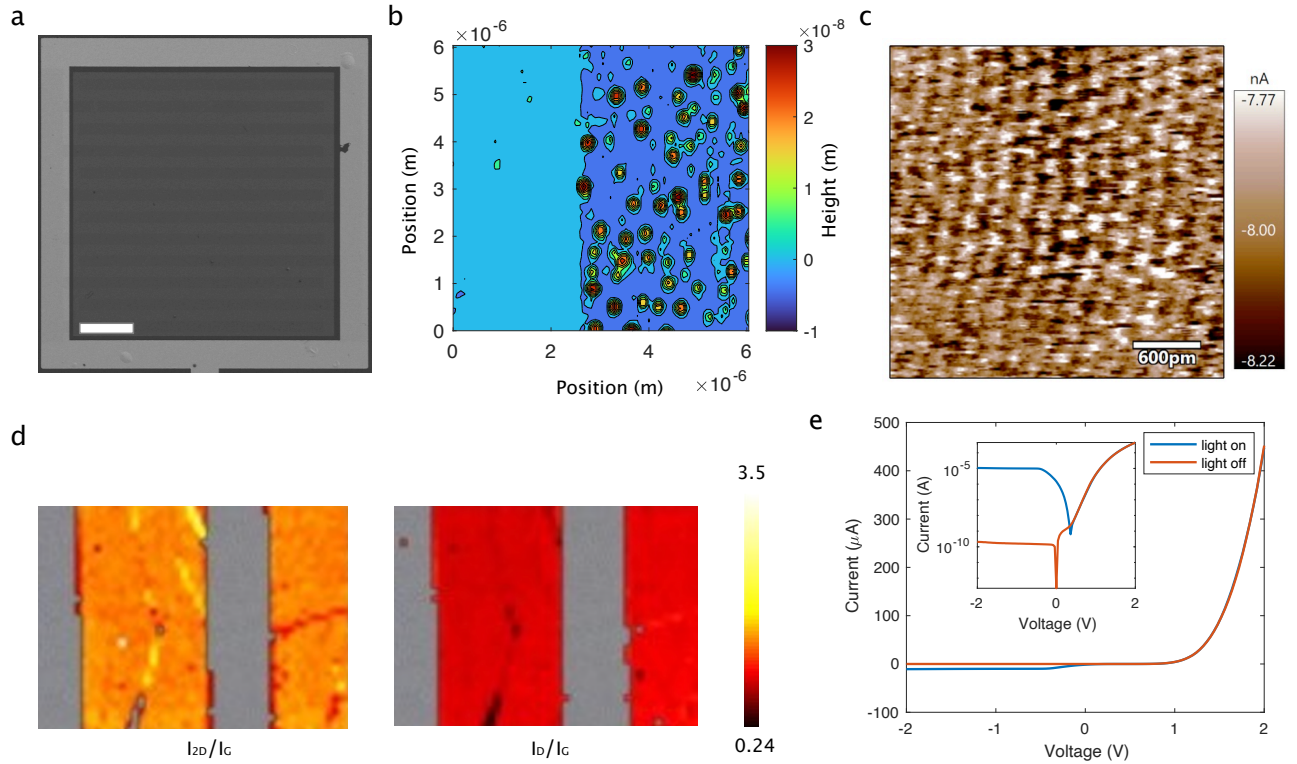 a
b
c
×10⁻⁶
×10⁻⁸
6
5
4
3
2
1
0
Position (m)
0
2
4
6
Position (m)
×10⁻⁶
3
2
1
0
-1
Height (m)
nA
-7.77
-8.00
-8.22
600pm
d
I2D/IG
ID/IG
3.5
0.24
e
500
400
300
200
100
0
-100
Current (µA)
-2
-1
0
1
2
Voltage (V)
light on
light off
10⁻⁵
10⁻¹⁰
Current (A)
-2
0
2
Voltage (V)